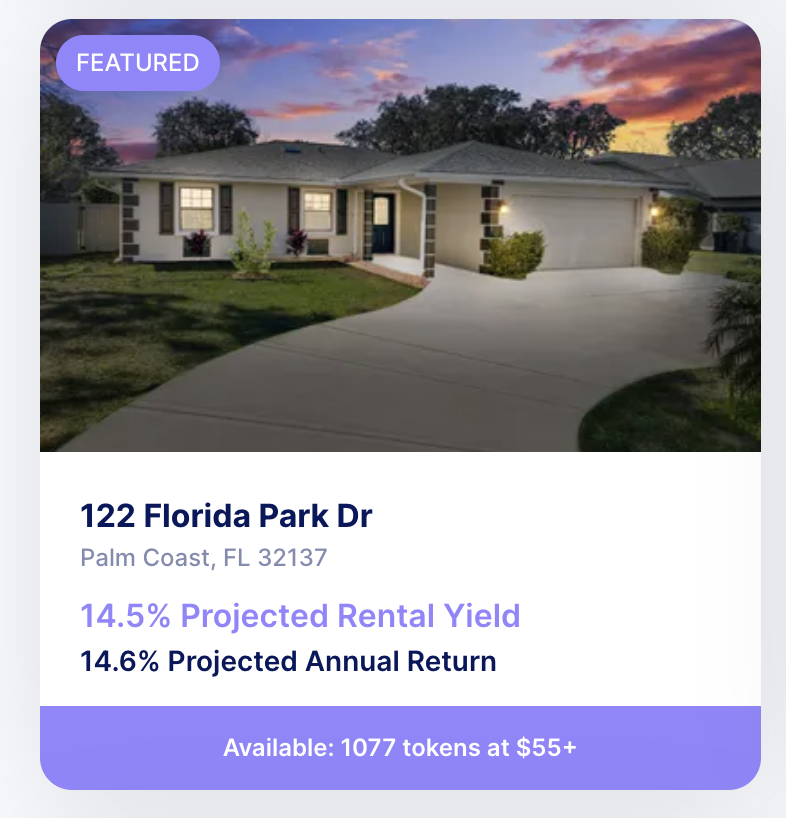 FEATURED
122 Florida Park Dr
Palm Coast, FL 32137
14.5% Projected Rental Yield
14.6% Projected Annual Return
Available: 1077 tokens at $55+